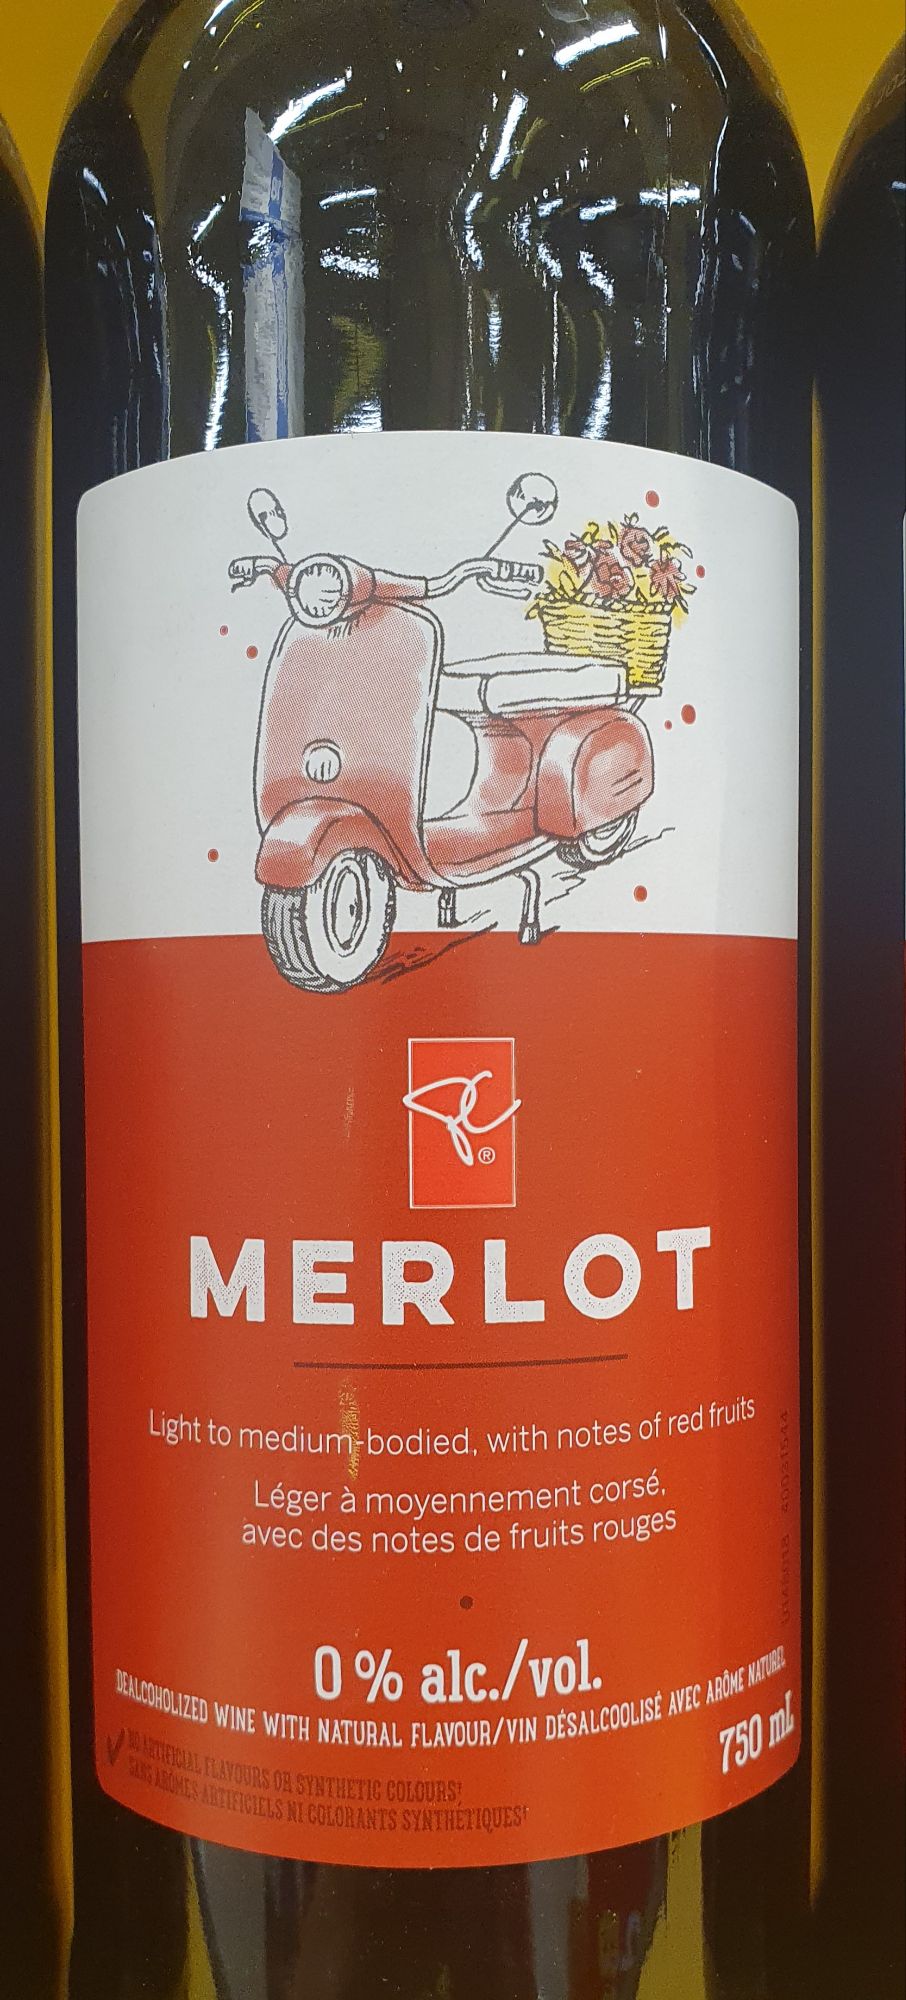 PC®
MERLOT
Light to medium-bodied, with notes of red fruits
Léger à moyennement corsé,
avec des notes de fruits rouges
0 % alc./vol.
DEALCOHOLIZED WINE WITH NATURAL FLAVOUR/VIN DÉSALCOOLISÉ AVEC ARÔME NATUREL
750 mL
NO ARTIFICIAL FLAVOURS OR SYNTHETIC COLOURS†
SANS ARÔMES ARTIFICIELS NI COLORANTS SYNTHÉTIQUES†